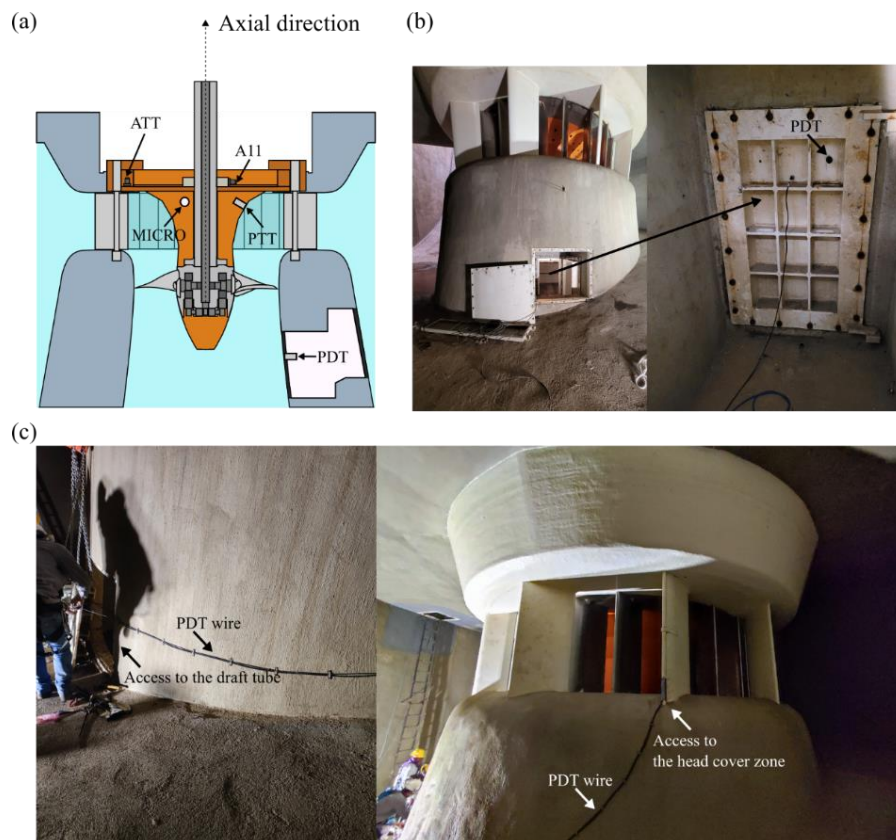 (a)
Axial direction
ATT
A11
MICRO
PTT
PDT
(b)
PDT
(c)
PDT wire
Access to the draft tube
Access to
the head cover zone
PDT wire